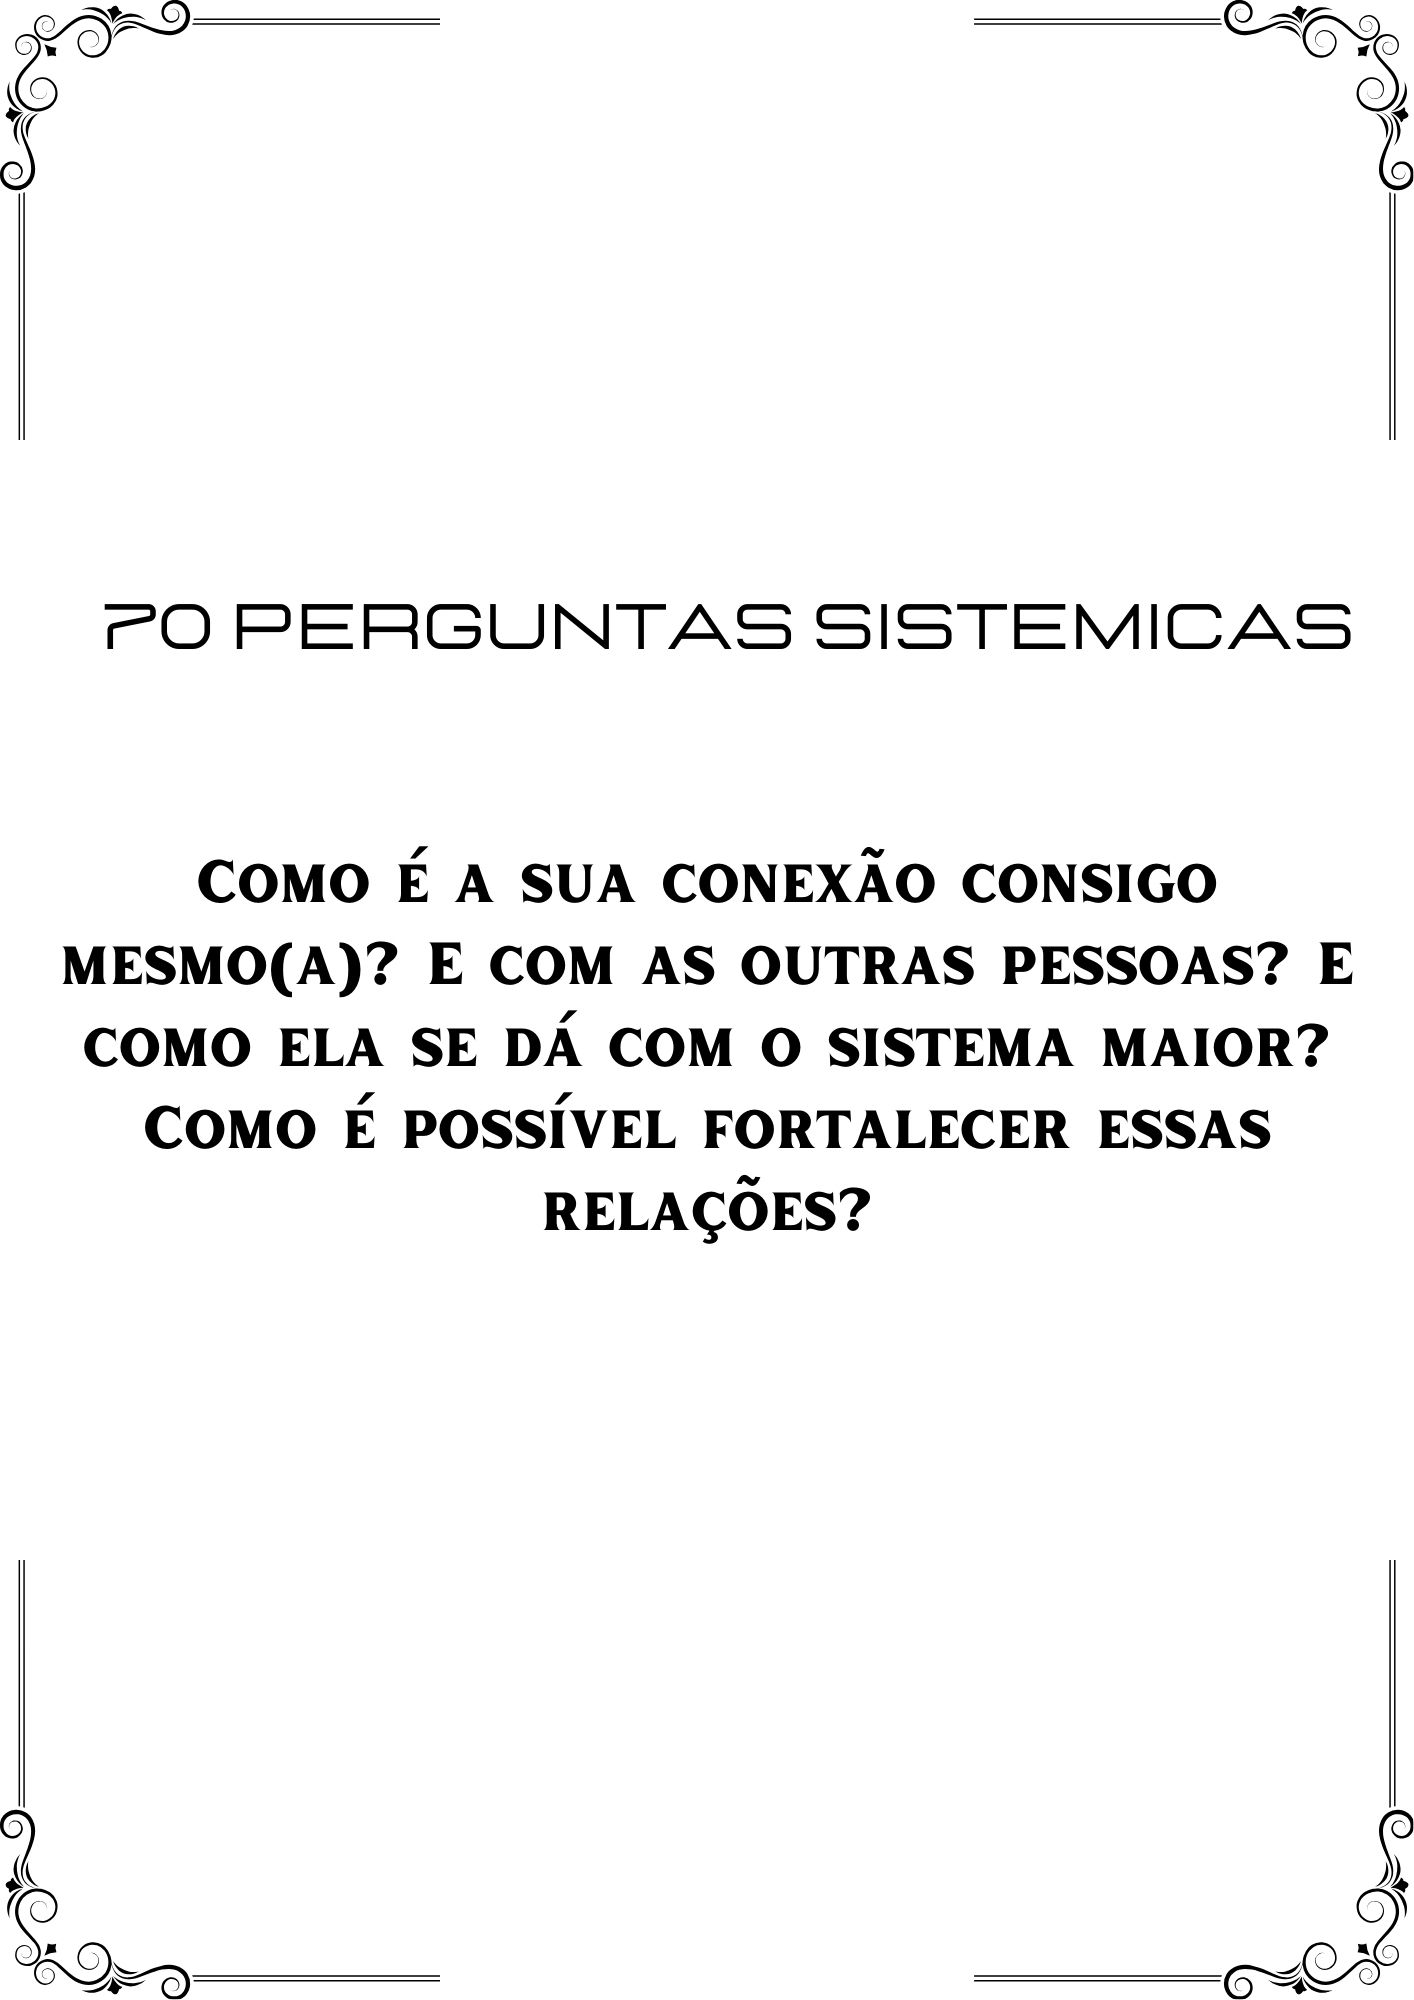 70 PERGUNTAS SISTEMICAS
Como é a sua conexão consigo
mesmo(a)? E com as outras pessoas? E
como ela se dá com o sistema maior?
Como é possível fortalecer essas
relações?